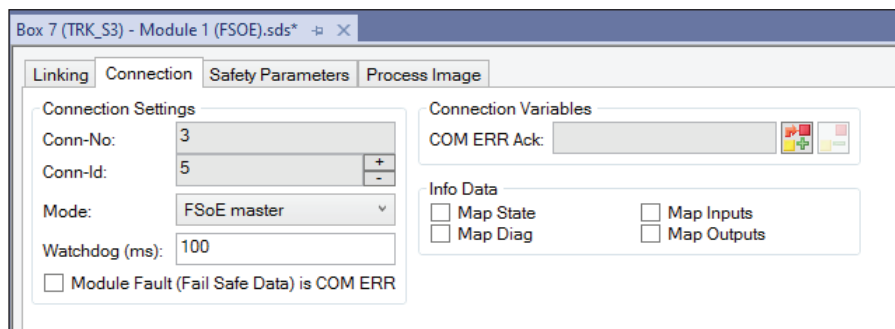 Box 7 (TRK_S3) - Module 1 (FSOE).sds*
Linking Connection Safety Parameters Process Image
Connection Settings
Conn-No: 3
Conn-Id: 5
+
-
Mode: FSoE master
Watchdog (ms): 100
Module Fault (Fail Safe Data) is COM ERR
Connection Variables
COM ERR Ack:
Info Data
Map State Map Inputs
Map Diag Map Outputs